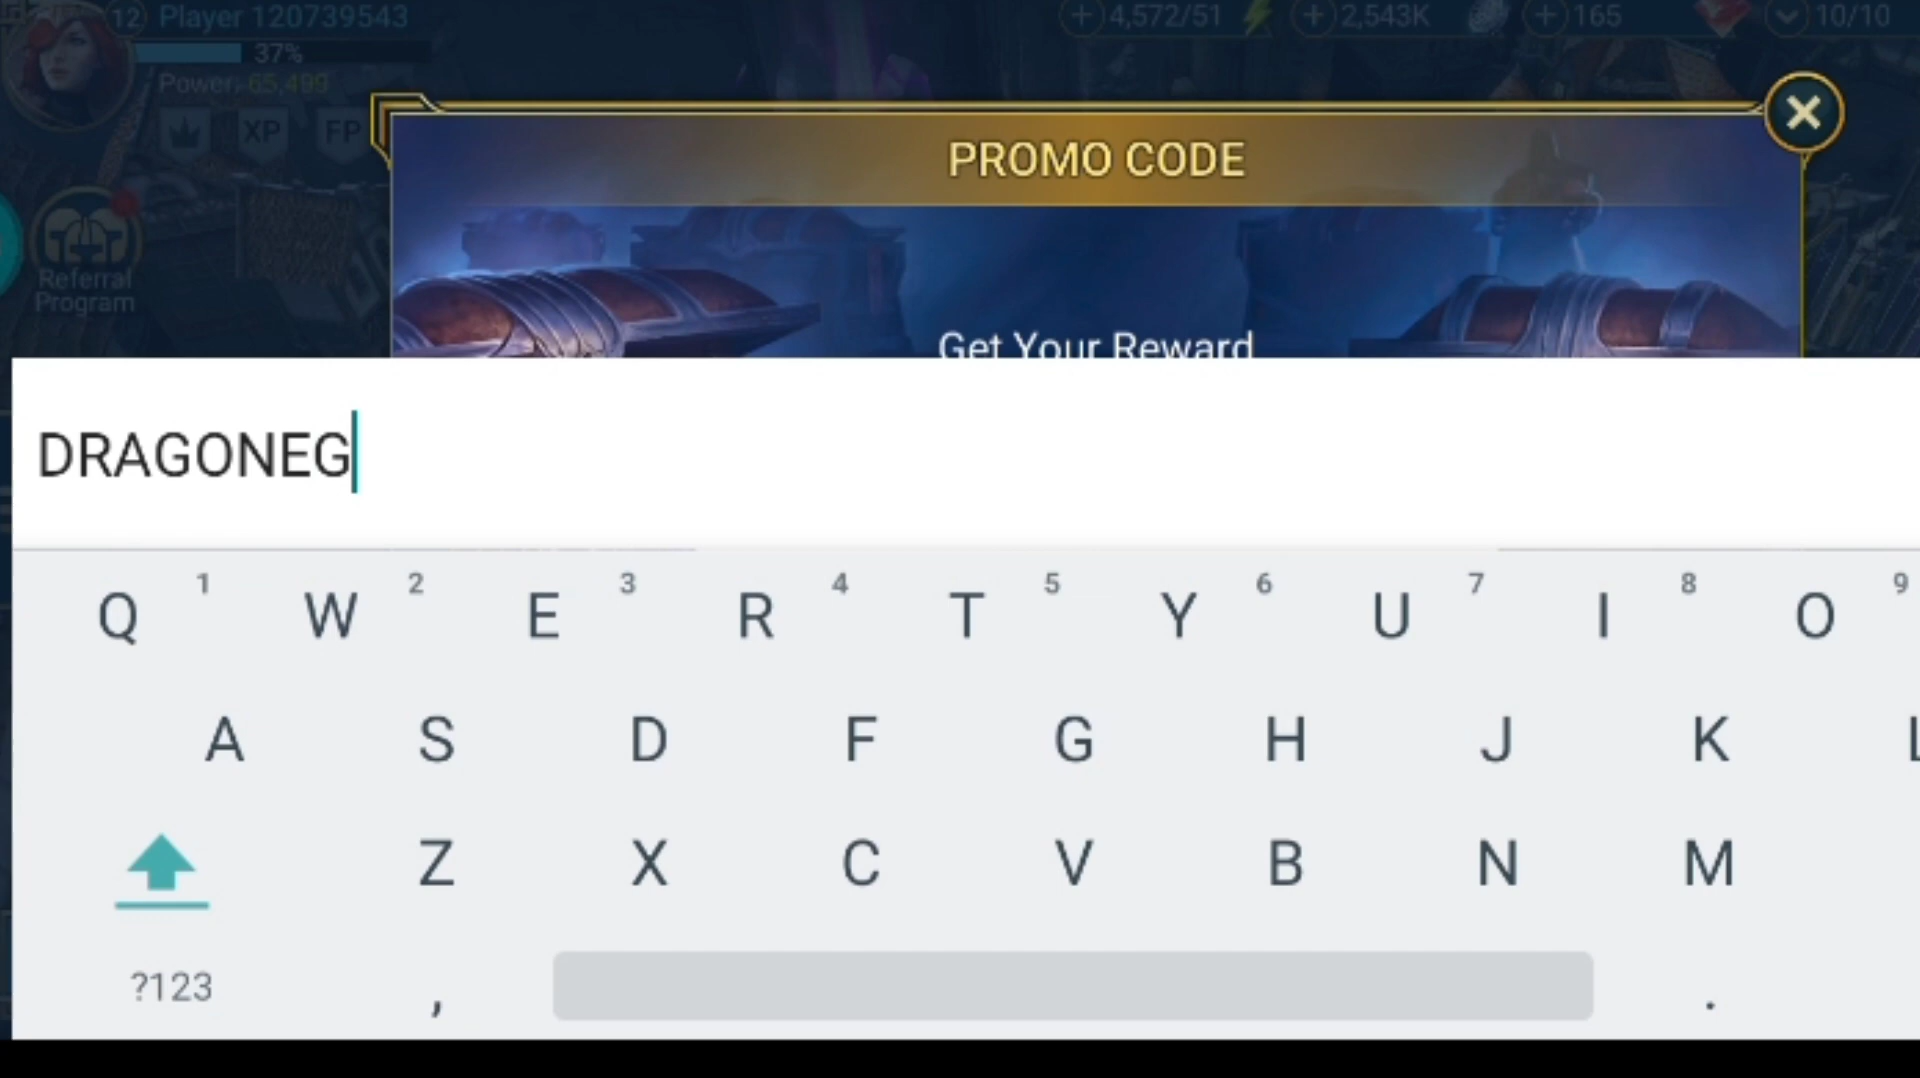 12 Player 120739543
4,572/51
2,543K
165
10/10
37%
Power: 65,499
XP
FP
PROMO CODE
Referral
Program
Get Your Reward
DRAGONEG
Q 1 W 2 E 3 R 4 T 5 Y 6 U 7 I 8 O 9
A S D F G H J K L
Z X C V B N M
?123 , .